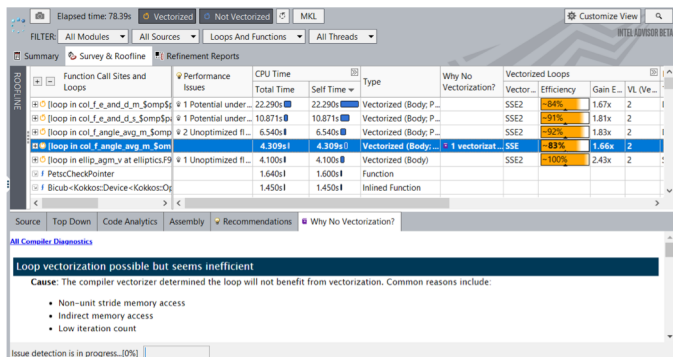 Elapsed time: 78.39s Vectorized Not Vectorized MKL Customize View
FILTER: All Modules All Sources Loops And Functions All Threads INTEL ADVISOR BETA
Summary Survey & Roofline Refinement Reports
ROOFLINE
Function Call Sites and Loops Performance Issues CPU Time Type Why No Vectorization? Vectorized Loops
Total Time Self Time Vector... Efficiency Gain E... VL (Ve...
[loop in col_f_e_and_d_m_$omp$p 1 Potential under... 22.290s 22.290s Vectorized (Body; P... SSE2 ~84% 1.67x 2
[loop in col_f_e_and_d_s_$omp$pa 1 Potential under... 10.871s 10.871s Vectorized (Body; P... SSE2 ~91% 1.81x 2
[loop in col_f_angle_avg_m_$omp 2 Unoptimized fl... 6.540s 6.540s Vectorized (Body; P... SSE2 ~92% 1.83x 2
[loop in col_f_angle_avg_m_$om 4.309s 4.309s Vectorized (Body; ... 1 vectorizat... SSE ~83% 1.66x 2
[loop in ellip_agm_v at elliptics.F9 1 Unoptimized fl... 4.100s 4.100s Vectorized (Body) SSE2 ~100% 2.43x 2
PetscCheckPointer 1.640s 1.600s Function
Bicub<Kokkos::Device<Kokkos::Op 1.450s 1.450s Inlined Function
Source Top Down Code Analytics Assembly Recommendations Why No Vectorization?
All Compiler Diagnostics
Loop vectorization possible but seems inefficient
Cause: The compiler vectorizer determined the loop will not benefit from vectorization. Common reasons include:
• Non-unit stride memory access
• Indirect memory access
• Low iteration count
Issue detection is in progress...[0%]